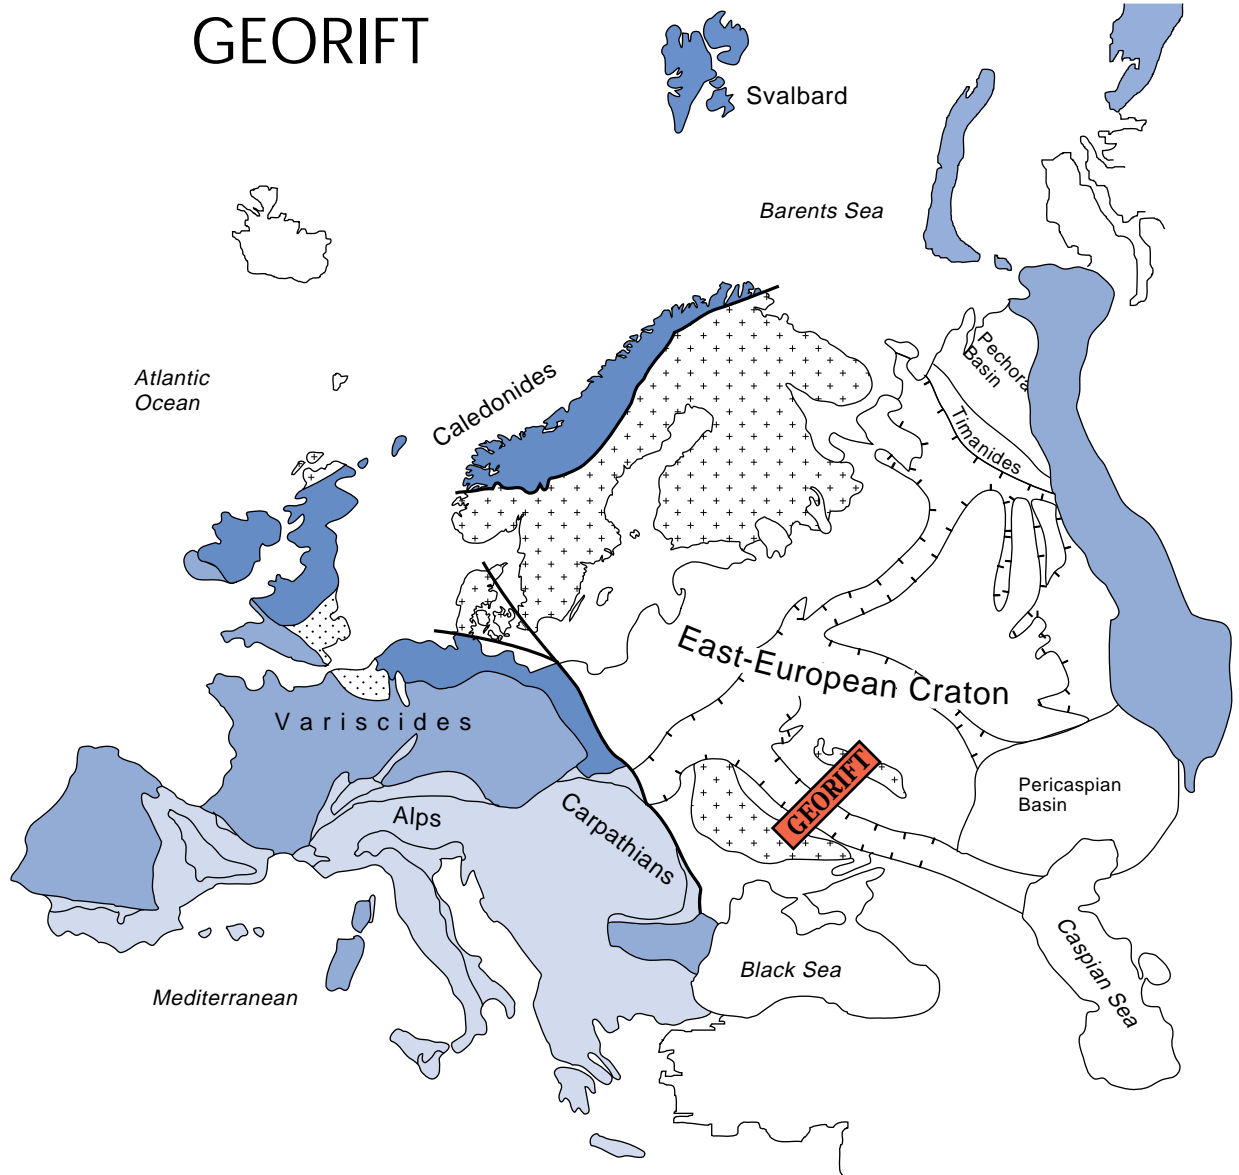 GEORIFT
Svalbard
Barents Sea
Atlantic
Ocean
Caledonides
Pechora
Basin
Timanides
East-European Craton
Variscides
GEORIFT
Pericaspian
Basin
Alps
Carpathians
Caspian Sea
Black Sea
Mediterranean